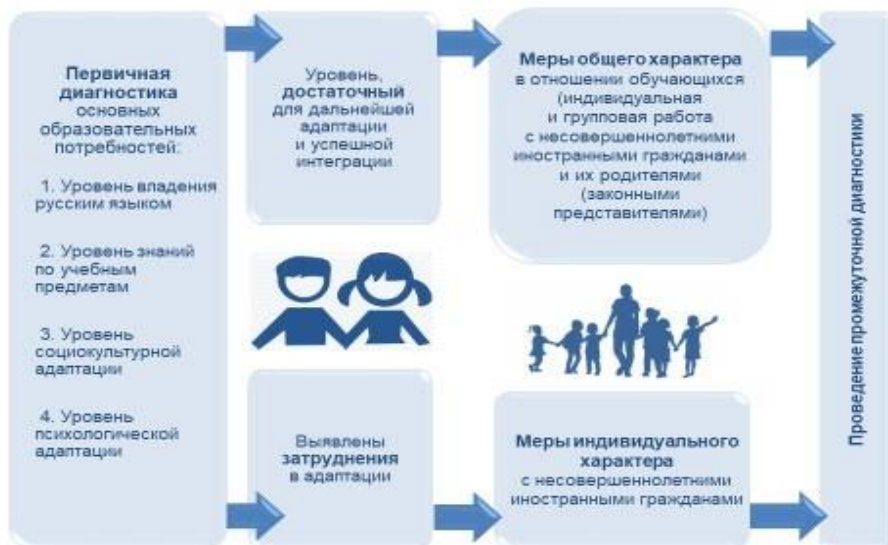 Первичная
диагностика
основных
образовательных
потребностей:
1. Уровень владения
русским языком
2. Уровень знаний
по учебным
предметам
3. Уровень
социокультурной
адаптации
4. Уровень
психологической
адаптации
Уровень,
достаточный
для дальнейшей
адаптации
и успешной
интеграции
Меры общего характера
в отношении обучающихся
(индивидуальная
и групповая работа
с несовершеннолетними
иностранными гражданами
и их родителями
(законными
представителями)
Выявлены
затруднения
в адаптации
Меры индивидуального
характера
с несовершеннолетними
иностранными гражданами
Проведение промежуточной диагностики